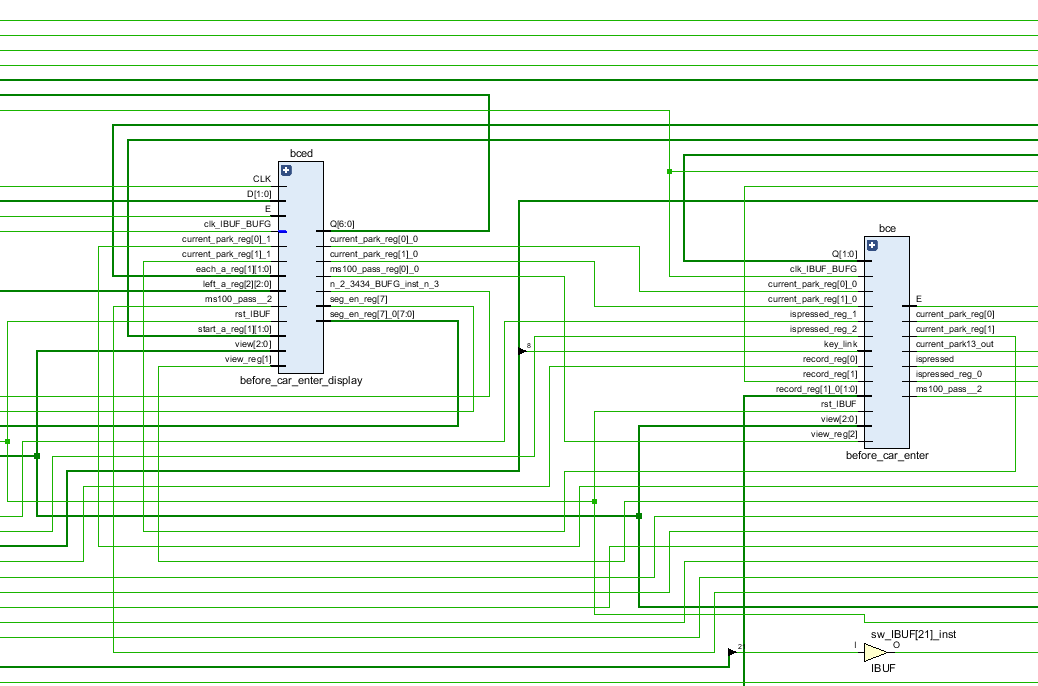 bced
CLK
D[1:0]
E
clk_IBUF_BUFG
current_park_reg[0]_1
current_park_reg[1]_1
each_a_reg[1][1:0]
left_a_reg[2][2:0]
ms100_pass__2
rst_IBUF
start_a_reg[1][1:0]
view[2:0]
view_reg[1]
Q[6:0]
current_park_reg[0]_0
current_park_reg[1]_0
ms100_pass_reg[0]_0
n_2_3434_BUFG_inst_n_3
seg_en_reg[7]
seg_en_reg[7]_0[7:0]
before_car_enter_display
8
bce
Q[1:0]
clk_IBUF_BUFG
current_park_reg[0]_0
current_park_reg[1]_0
ispressed_reg_1
ispressed_reg_2
key_link
record_reg[0]
record_reg[1]
record_reg[1]_0[1:0]
rst_IBUF
view[2:0]
view_reg[2]
E
current_park_reg[0]
current_park_reg[1]
current_park13_out
ispressed
ispressed_reg_0
ms100_pass__2
before_car_enter
2
sw_IBUF[21]_inst
I
O
IBUF